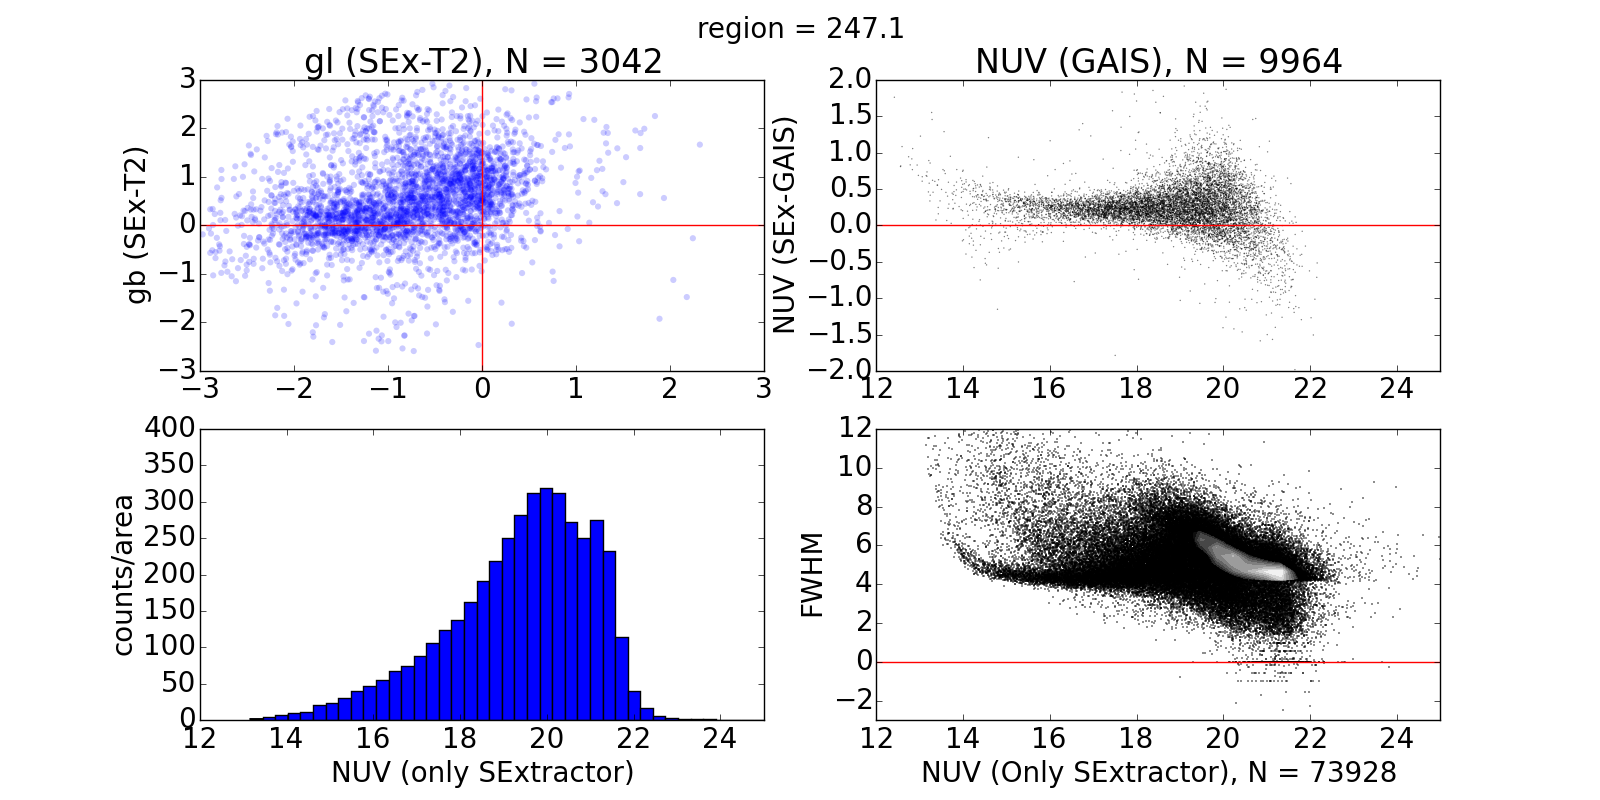 region = 247.1
gl (SEx-T2), N = 3042
3
2
1
0
−1
−2
−3
gb (SEx-T2)
−3 −2 −1 0 1 2 3
NUV (GAIS), N = 9964
2.0
1.5
1.0
0.5
0.0
−0.5
−1.0
−1.5
−2.0
NUV (SEx-GAIS)
12 14 16 18 20 22 24
400
350
300
250
200
150
100
50
0
counts/area
12 14 16 18 20 22 24
NUV (only SExtractor)
12
10
8
6
4
2
0
−2
FWHM
12 14 16 18 20 22 24
NUV (Only SExtractor), N = 73928